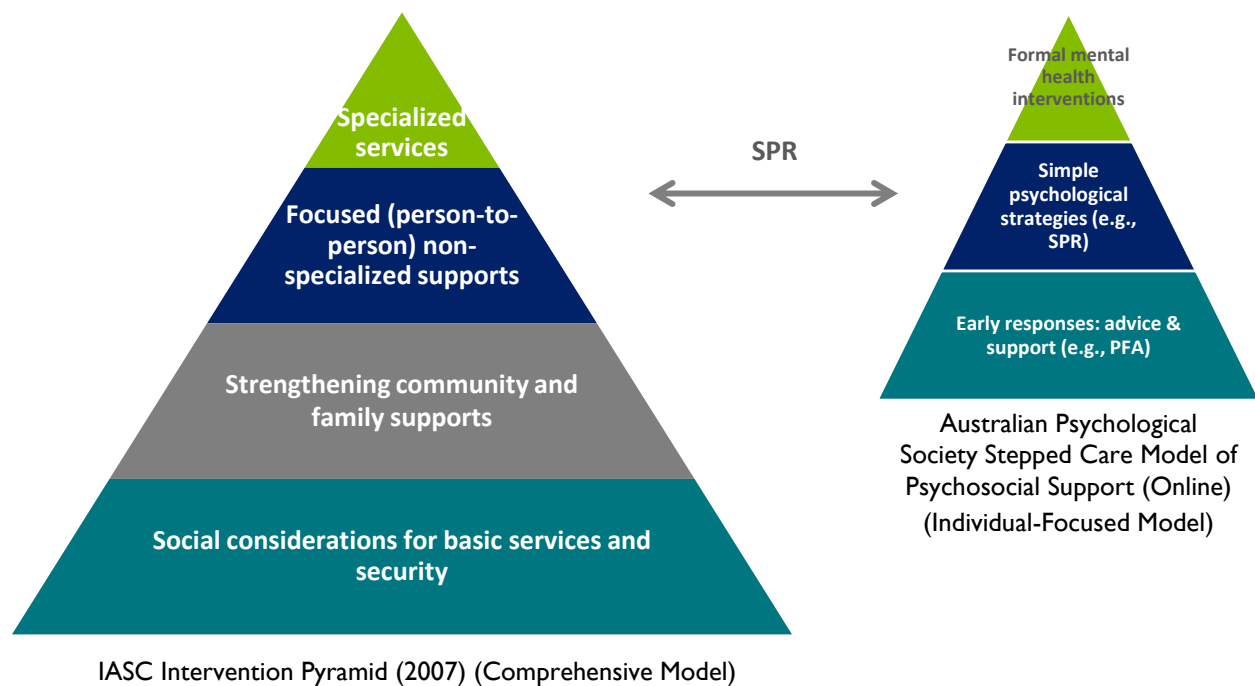 Specialized
services
Focused (person-to-
person) non-
specialized supports
Strengthening community and
family supports
Social considerations for basic services and
security
IASC Intervention Pyramid (2007) (Comprehensive Model)
SPR
Formal mental
health
interventions
Simple
psychological
strategies (e.g.,
SPR)
Early responses: advice &
support (e.g., PFA)
Australian Psychological
Society Stepped Care Model of
Psychosocial Support (Online)
(Individual-Focused Model)